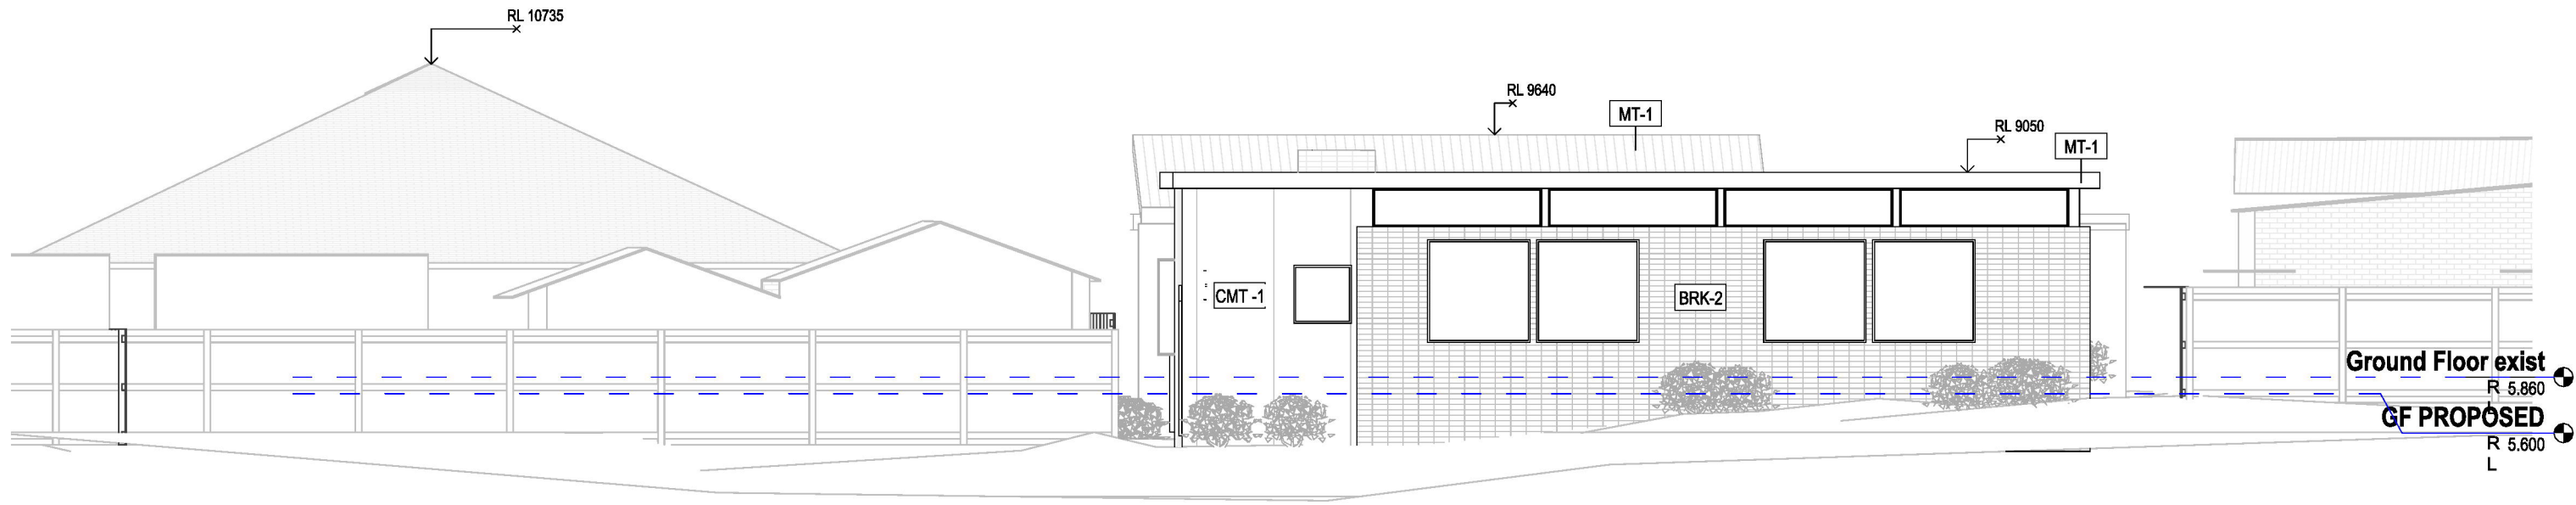 RL 10735
RL 9640
MT-1
RL 9050
MT-1
CMT -1
BRK-2
Ground Floor exist
R 5.860
L
GF PROPOSED
R 5.600
L